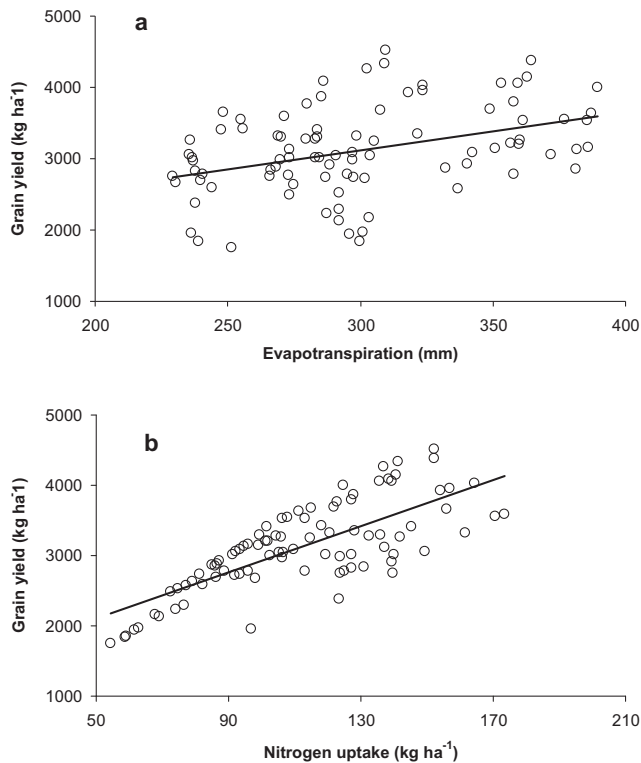 a
5000
4000
3000
2000
1000
Grain yield (kg ha⁻¹)
200 250 300 350 400
Evapotranspiration (mm)
b
5000
4000
3000
2000
1000
Grain yield (kg ha⁻¹)
50 90 130 170 210
Nitrogen uptake (kg ha⁻¹)